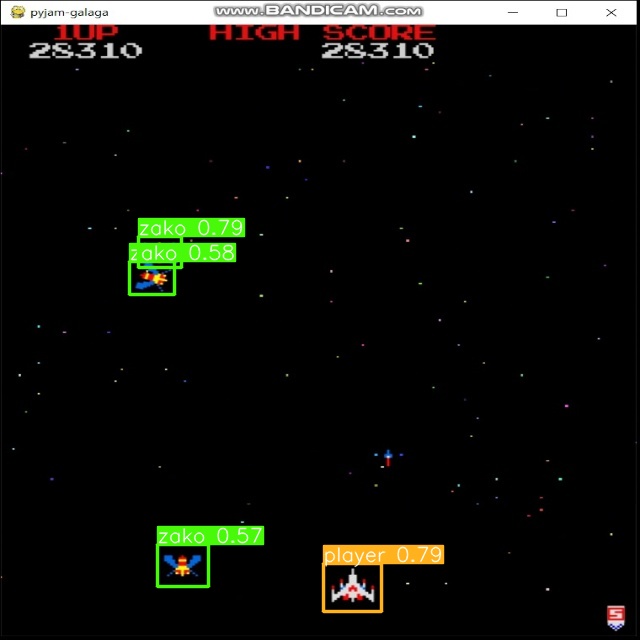 pyjam-galaga
www.BANDICAM.com
1UP HIGH SCORE
28310 28310
zako 0.79
zako 0.58
zako 0.57
player 0.79
5